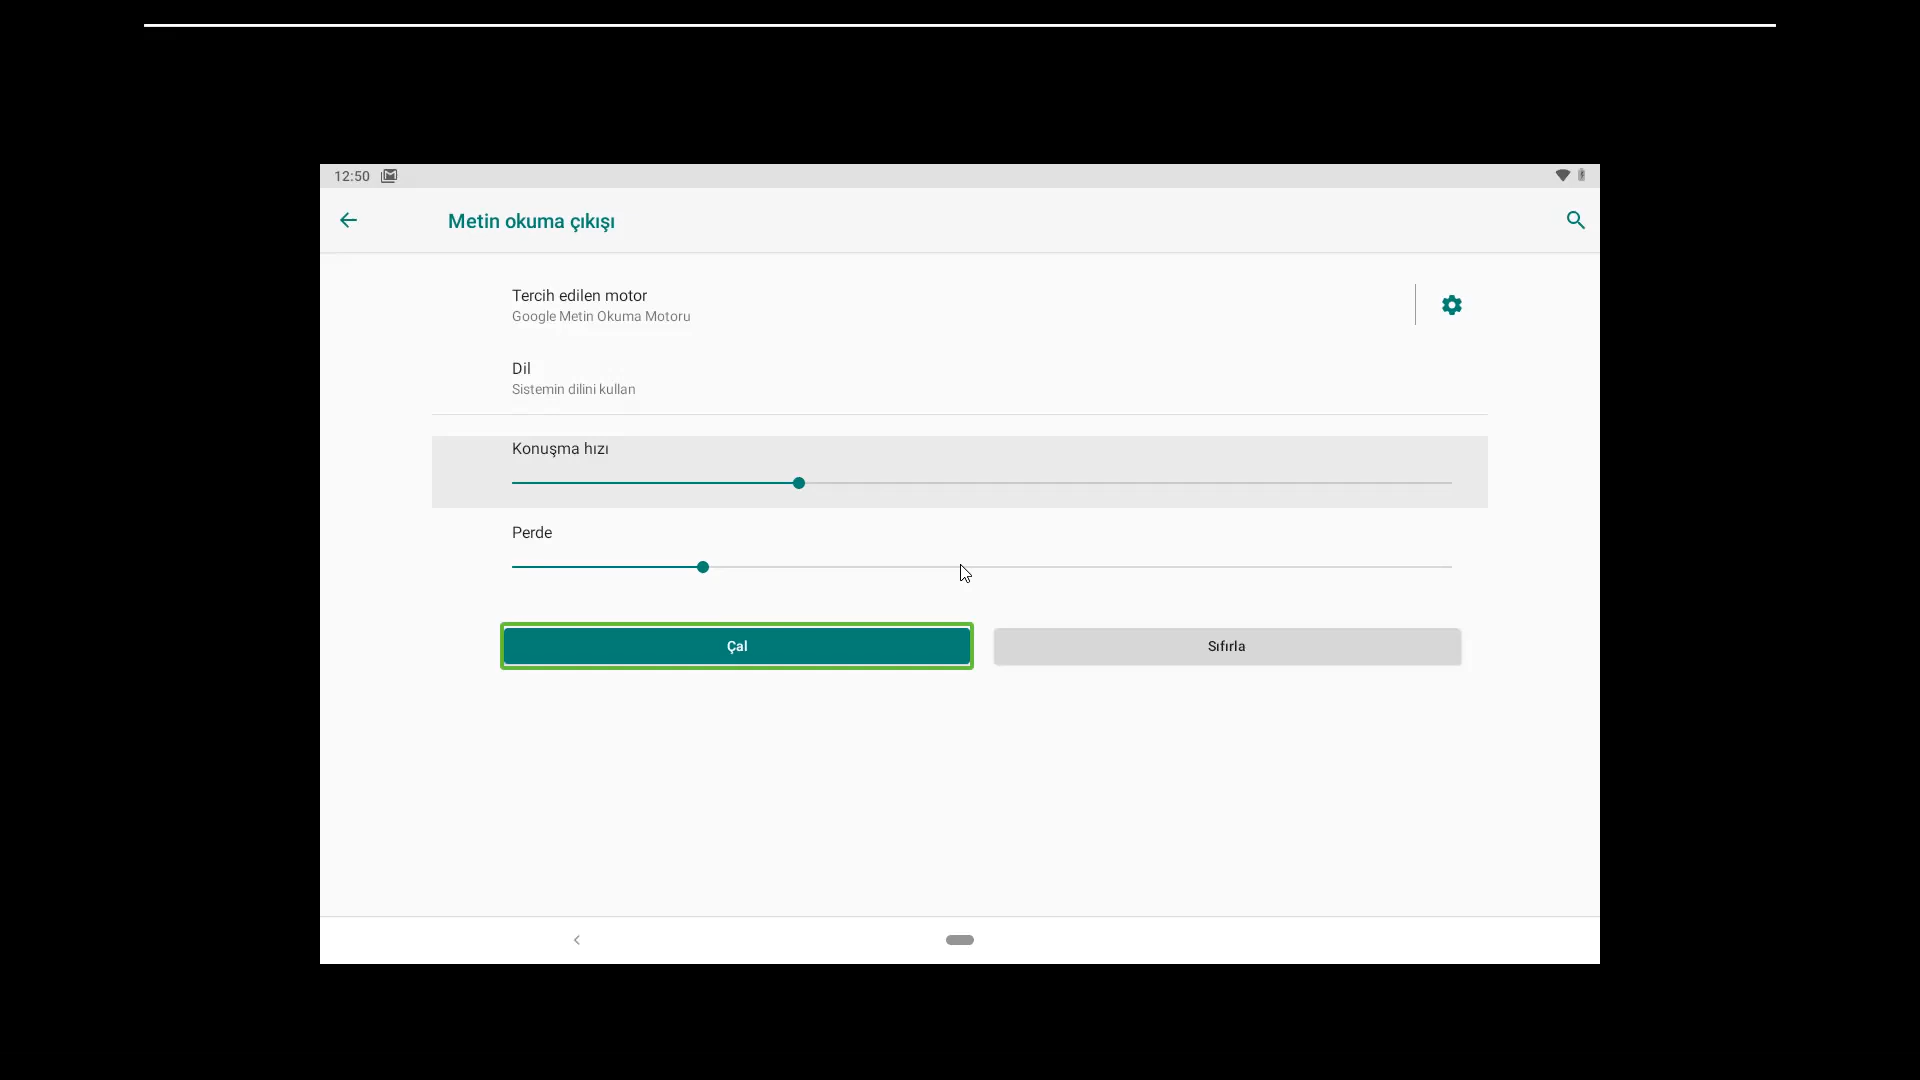 12:50
Metin okuma çıkışı
Tercih edilen motor
Google Metin Okuma Motoru
Dil
Sistemin dilini kullan
Konuşma hızı
Perde
Çal
Sıfırla